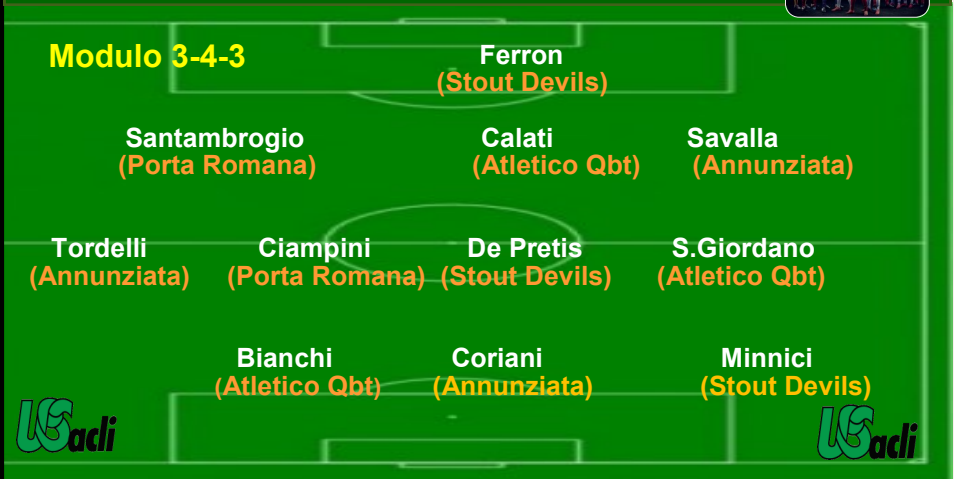 Modulo 3-4-3
Ferron
(Stout Devils)
Santambrogio Calati Savalla
(Porta Romana) (Atletico Qbt) (Annunziata)
Tordelli Ciampini De Pretis S.Giordano
(Annunziata) (Porta Romana) (Stout Devils) (Atletico Qbt)
Bianchi Coriani Minnici
(Atletico Qbt) (Annunziata) (Stout Devils)
USacli USacli